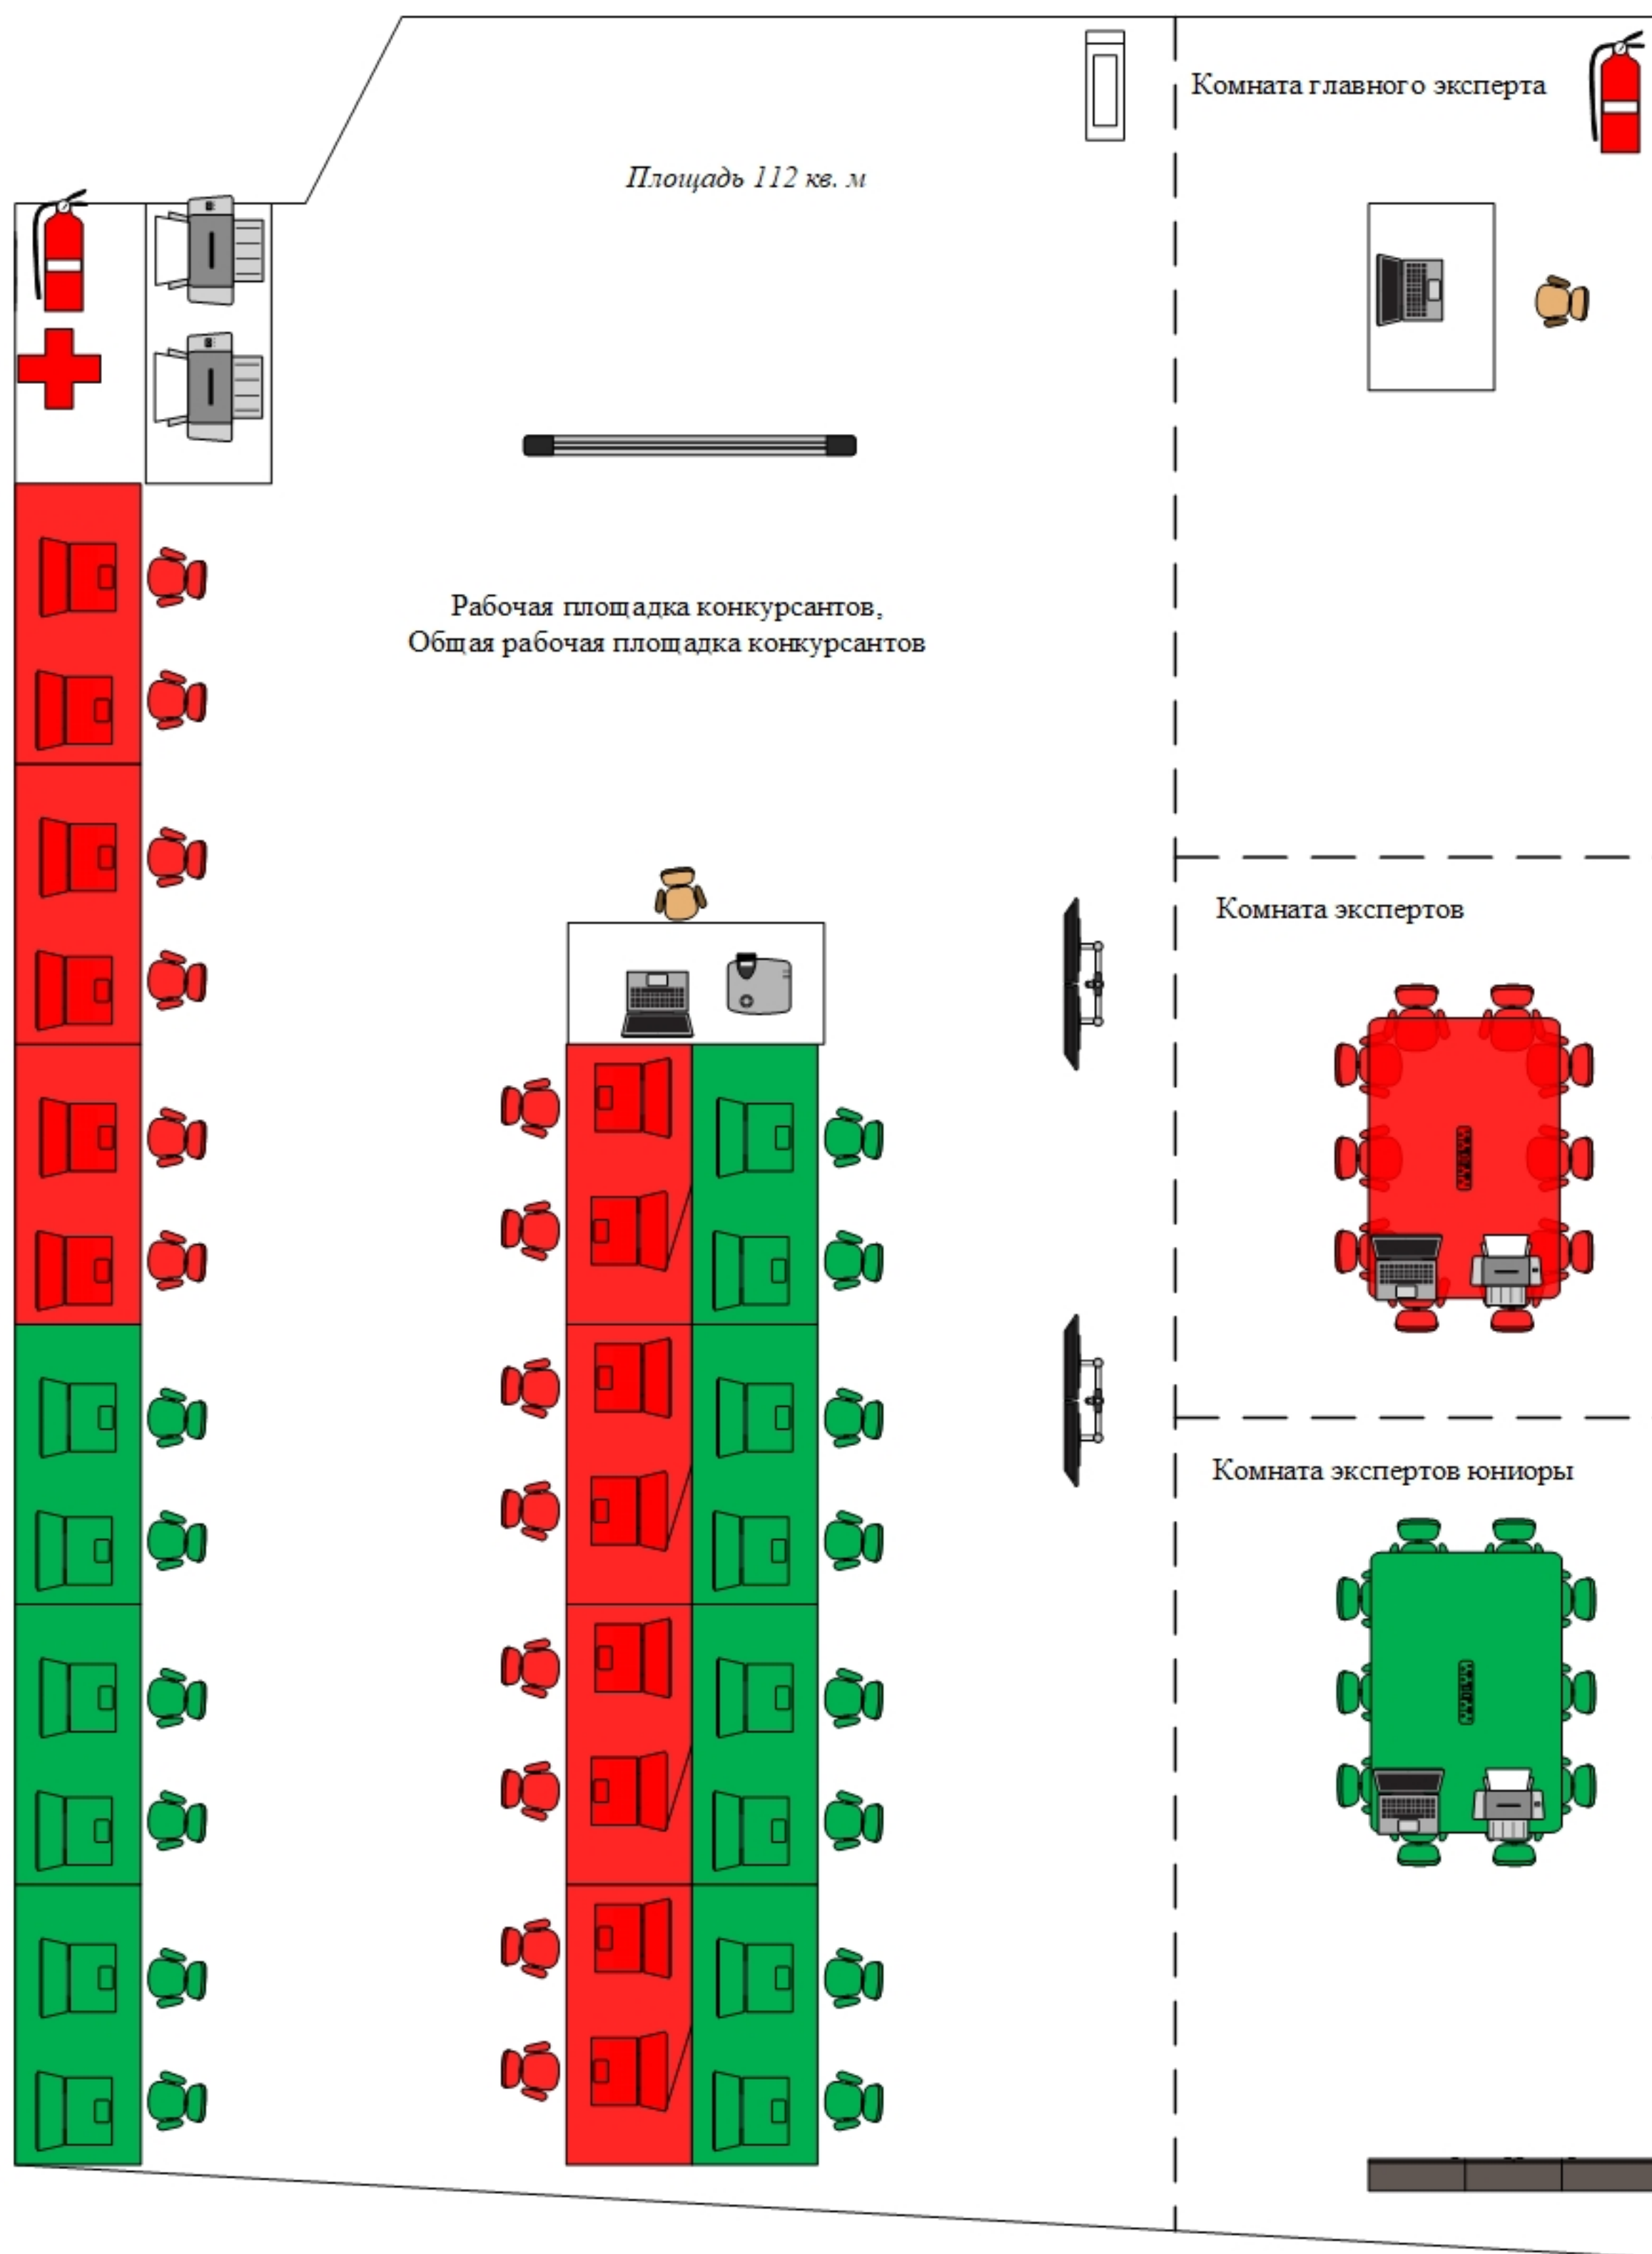 Комната главного эксперта
Площадь 112 кв. м
Рабочая площадка конкурсантов,
Общая рабочая площадка конкурсантов
Комната экспертов
Комната экспертов юниоры